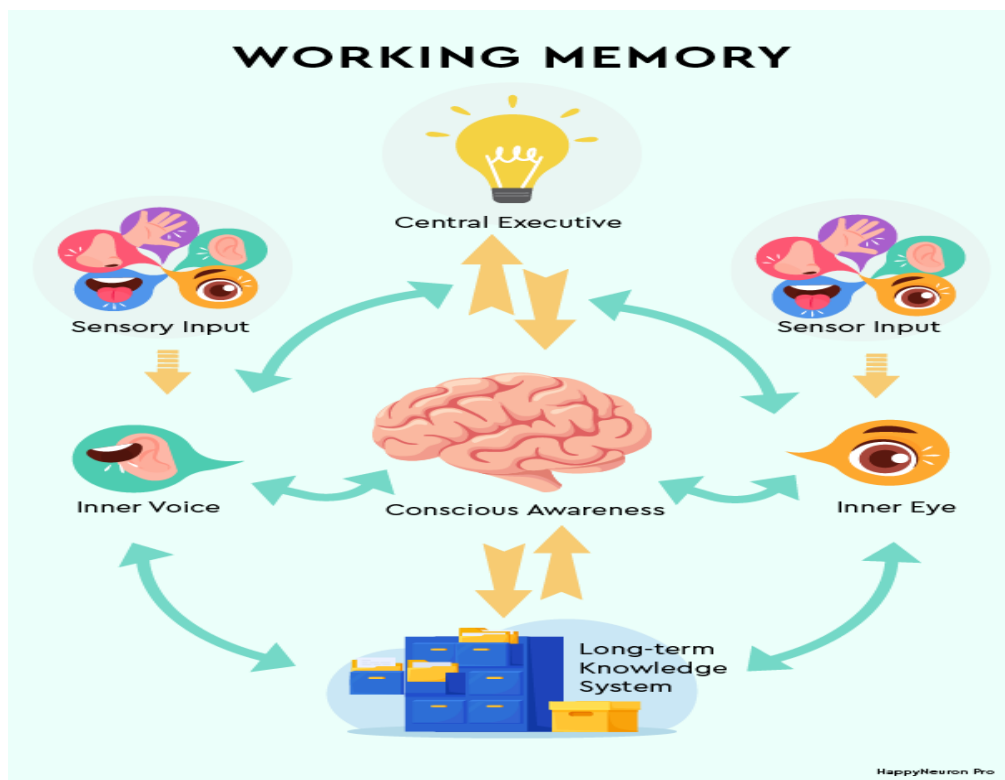 WORKING MEMORY
Central Executive
Sensory Input
Sensor Input
Inner Voice
Conscious Awareness
Inner Eye
Long-term
Knowledge
System
HappyNeuron Pro